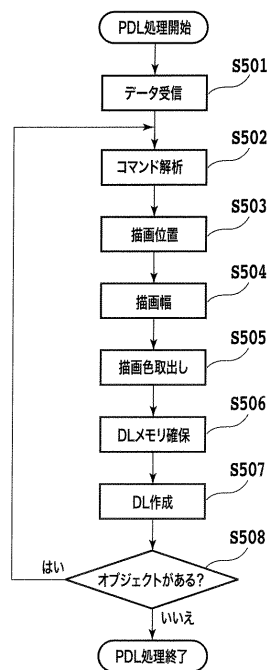 PDL処理開始
S501
データ受信
S502
コマンド解析
S503
描画位置
S504
描画幅
S505
描画色取出し
S506
DLメモリ確保
S507
DL作成
S508
オブジェクトがある?
はい
いいえ
PDL処理終了